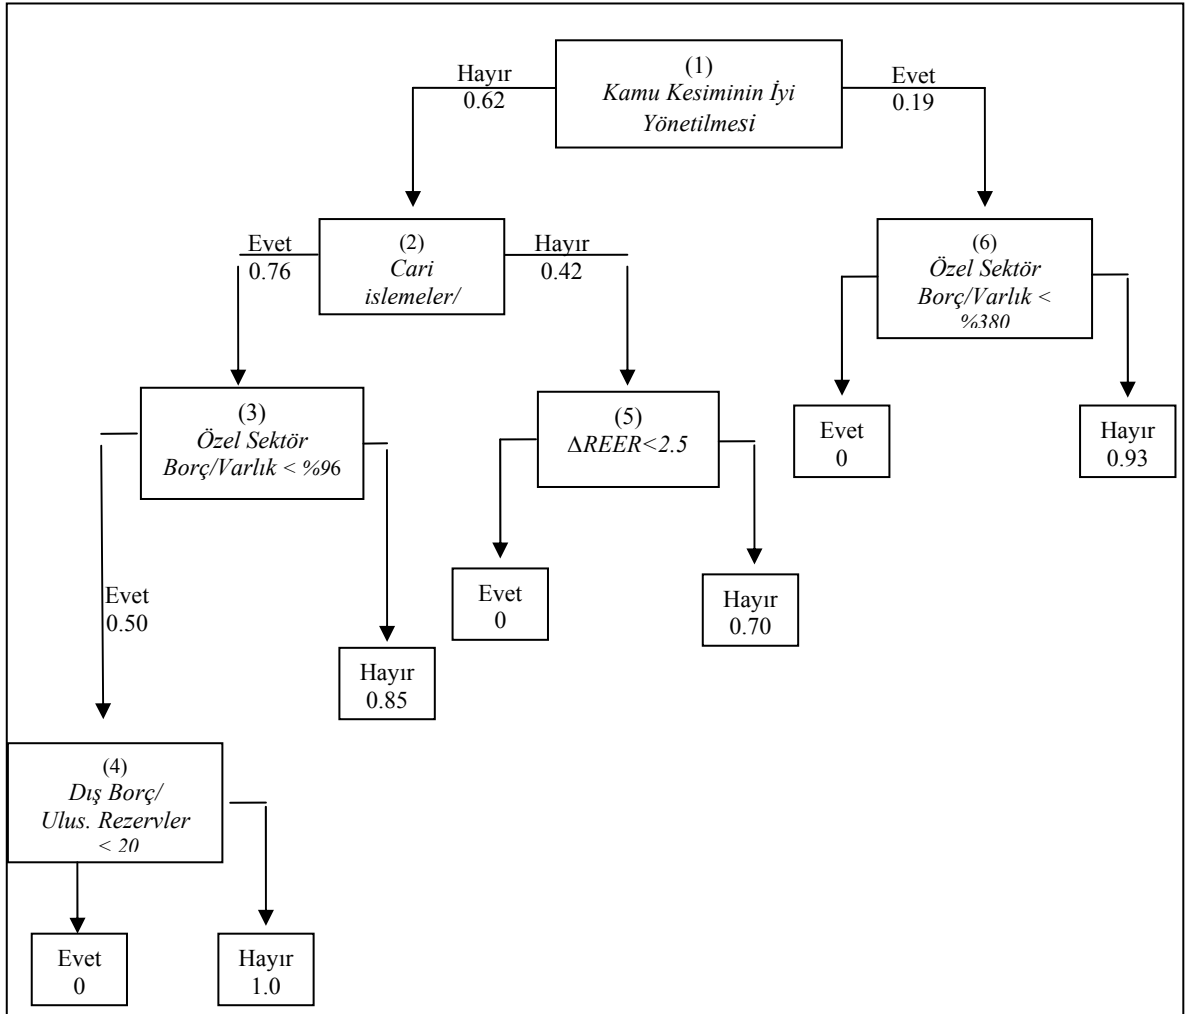 (1)
Kamu Kesiminin İyi
Yönetilmesi
Hayır
0.62
Evet
0.19
(2)
Cari
islemeler/
Evet
0.76
Hayır
0.42
(6)
Özel Sektör
Borç/Varlık <
%380
(3)
Özel Sektör
Borç/Varlık < %96
(5)
ΔREER<2.5
Evet
0
Hayır
0.93
Evet
0.50
Hayır
0.85
Evet
0
Hayır
0.70
(4)
Dış Borç/
Ulus. Rezervler
< 20
Evet
0
Hayır
1.0